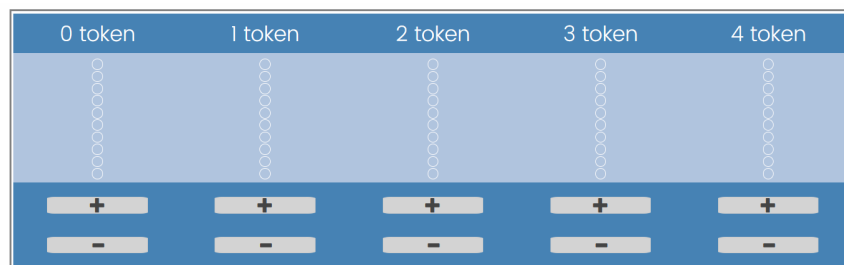 0 token 1 token 2 token 3 token 4 token
+ + + + +
- - - - -